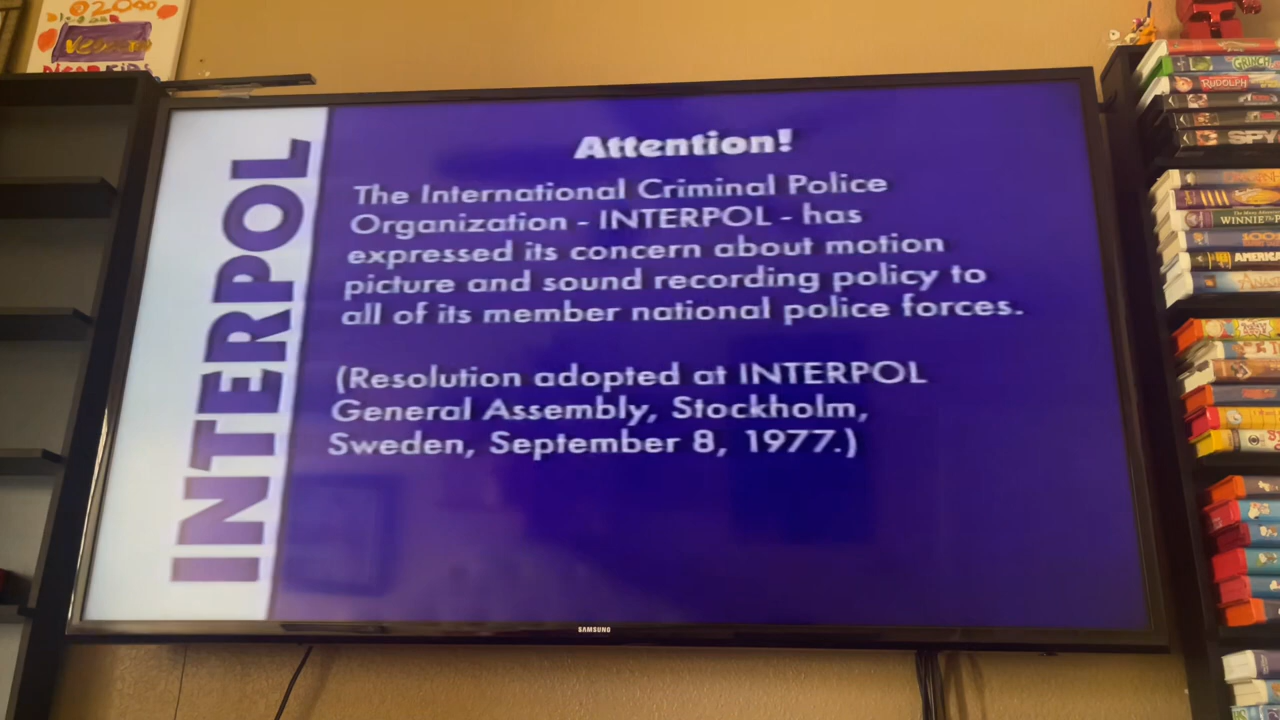 INTERPOL
Attention!
The International Criminal Police
Organization - INTERPOL - has
expressed its concern about motion
picture and sound recording policy to
all of its member national police forces.
(Resolution adopted at INTERPOL
General Assembly, Stockholm,
Sweden, September 8, 1977.)
SAMSUNG
GRINCH
RUDOLPH
SPY
WINNIE
AMERICA